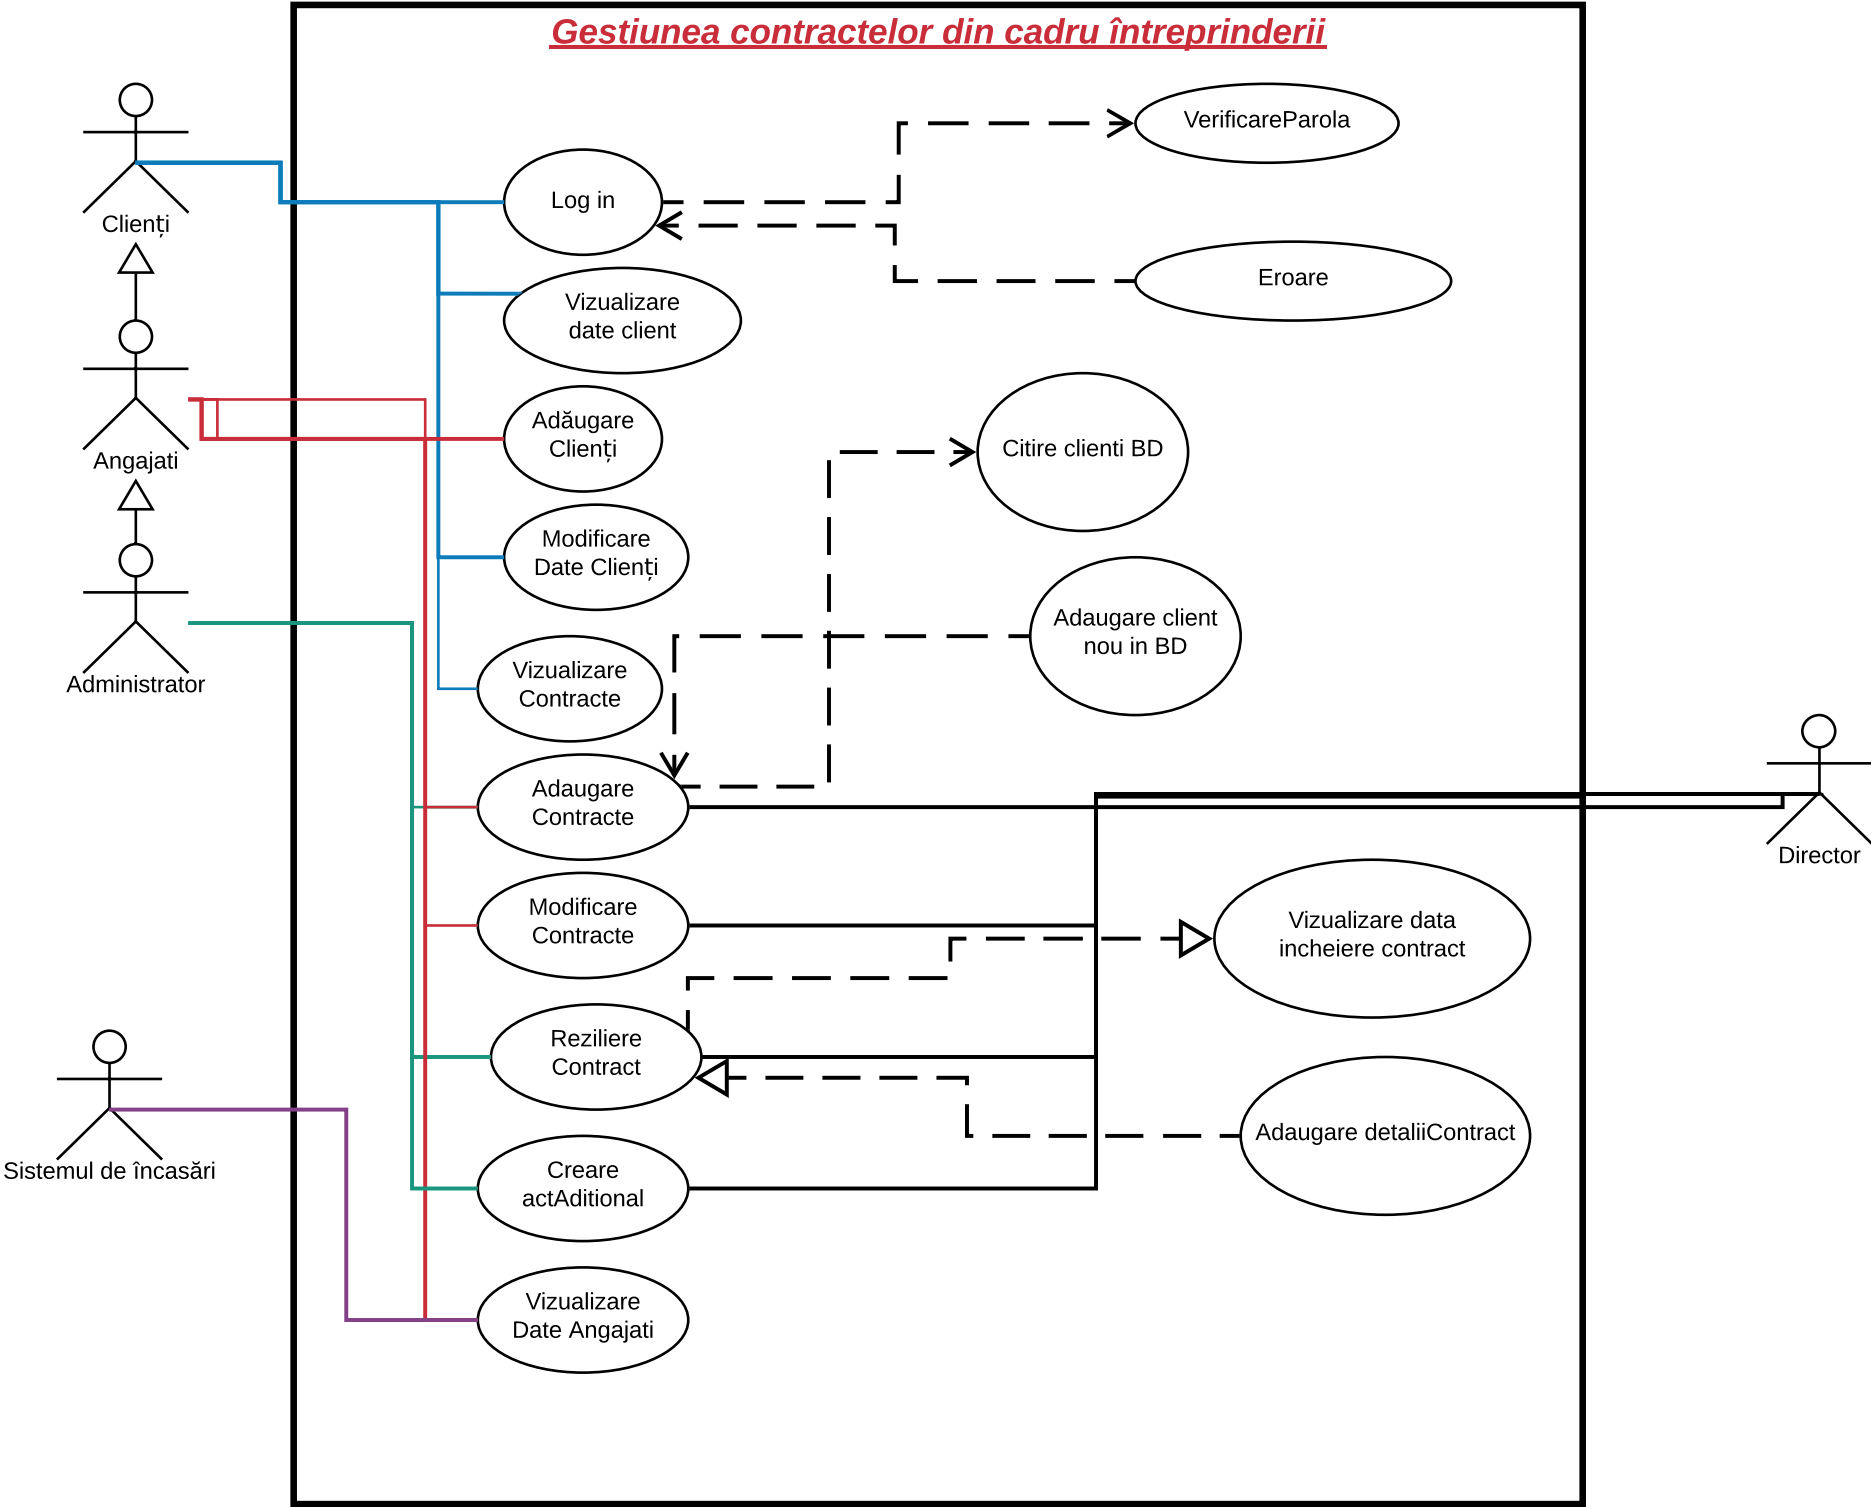 Gestiunea contractelor din cadru întreprinderii
VerificareParola
Log in
Clienți
Eroare
Vizualizare
date client
Adăugare
Clienți
Citire clienti BD
Angajati
Modificare
Date Clienți
Adaugare client
nou in BD
Administrator
Vizualizare
Contracte
Adaugare
Contracte
Director
Modificare
Contracte
Vizualizare data
incheiere contract
Reziliere
Contract
Adaugare detaliiContract
Sistemul de încasări
Creare
actAditional
Vizualizare
Date Angajati